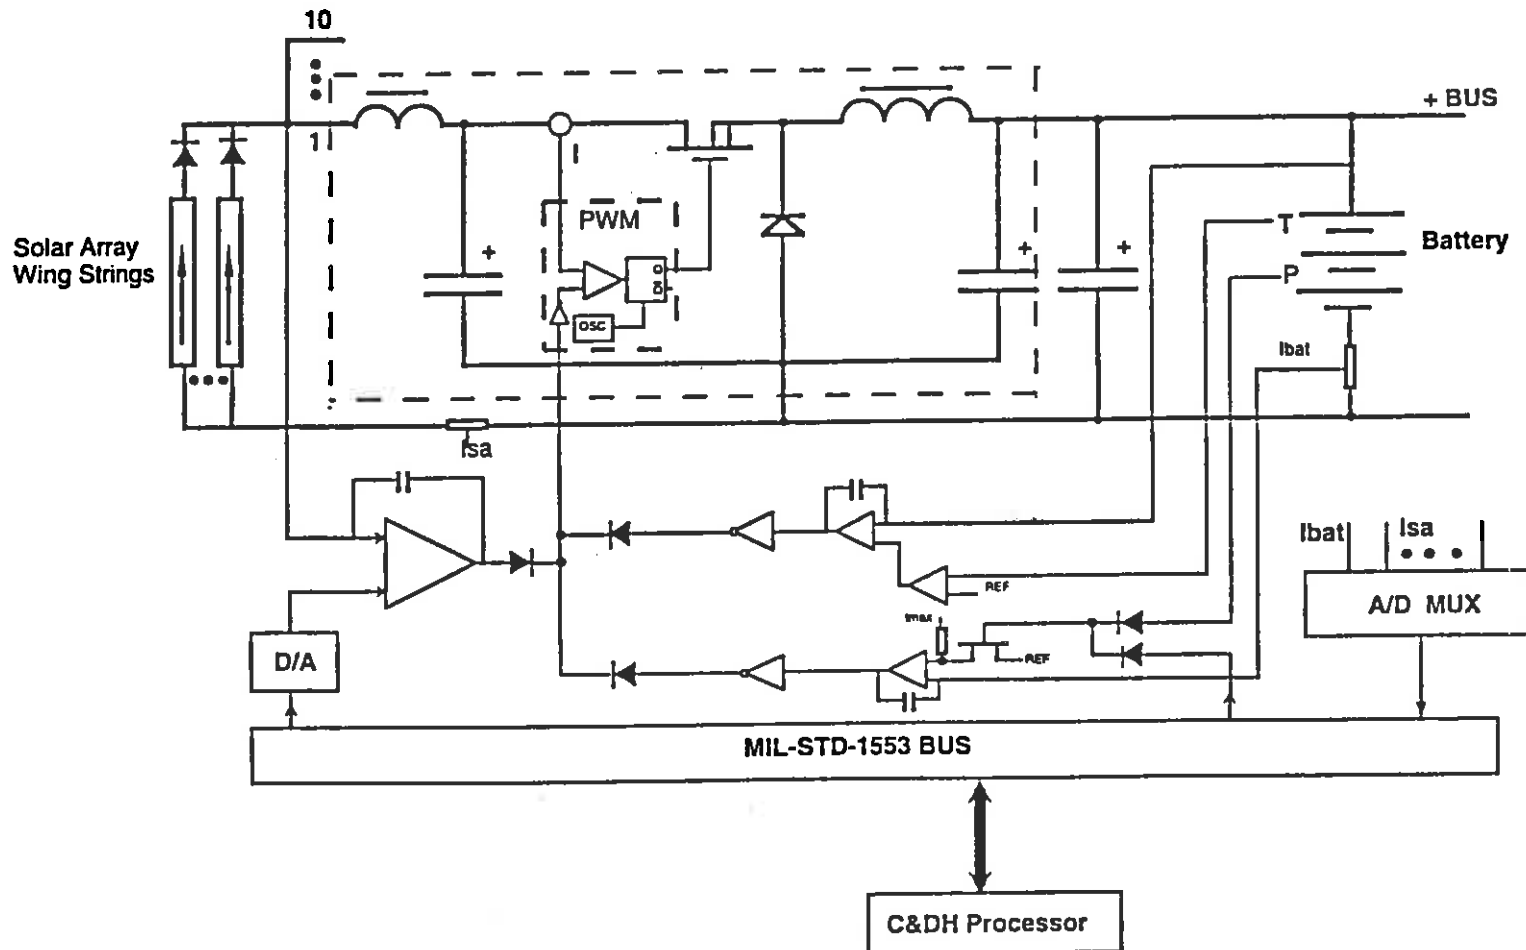 10
+ BUS
1
I
PWM
Solar Array
Wing Strings
T
Battery
+
+
+
P
Q
Q
OSC
Ibat
Isa
Ibat
Isa
REF
A/D MUX
Imax
D/A
REF
MIL-STD-1553 BUS
C&DH Processor